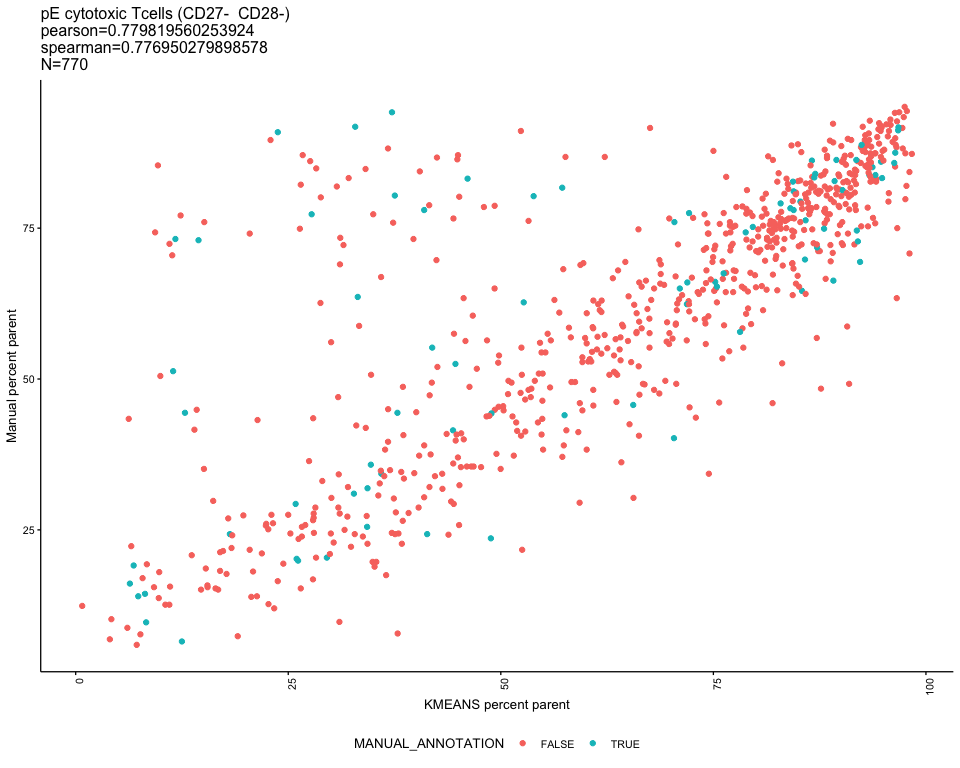 pE cytotoxic Tcells (CD27-  CD28-)
pearson=0.779819560253924
spearman=0.776950279898578
N=770
Manual percent parent
75
50
25
0
25
50
75
100
KMEANS percent parent
MANUAL_ANNOTATION
FALSE
TRUE